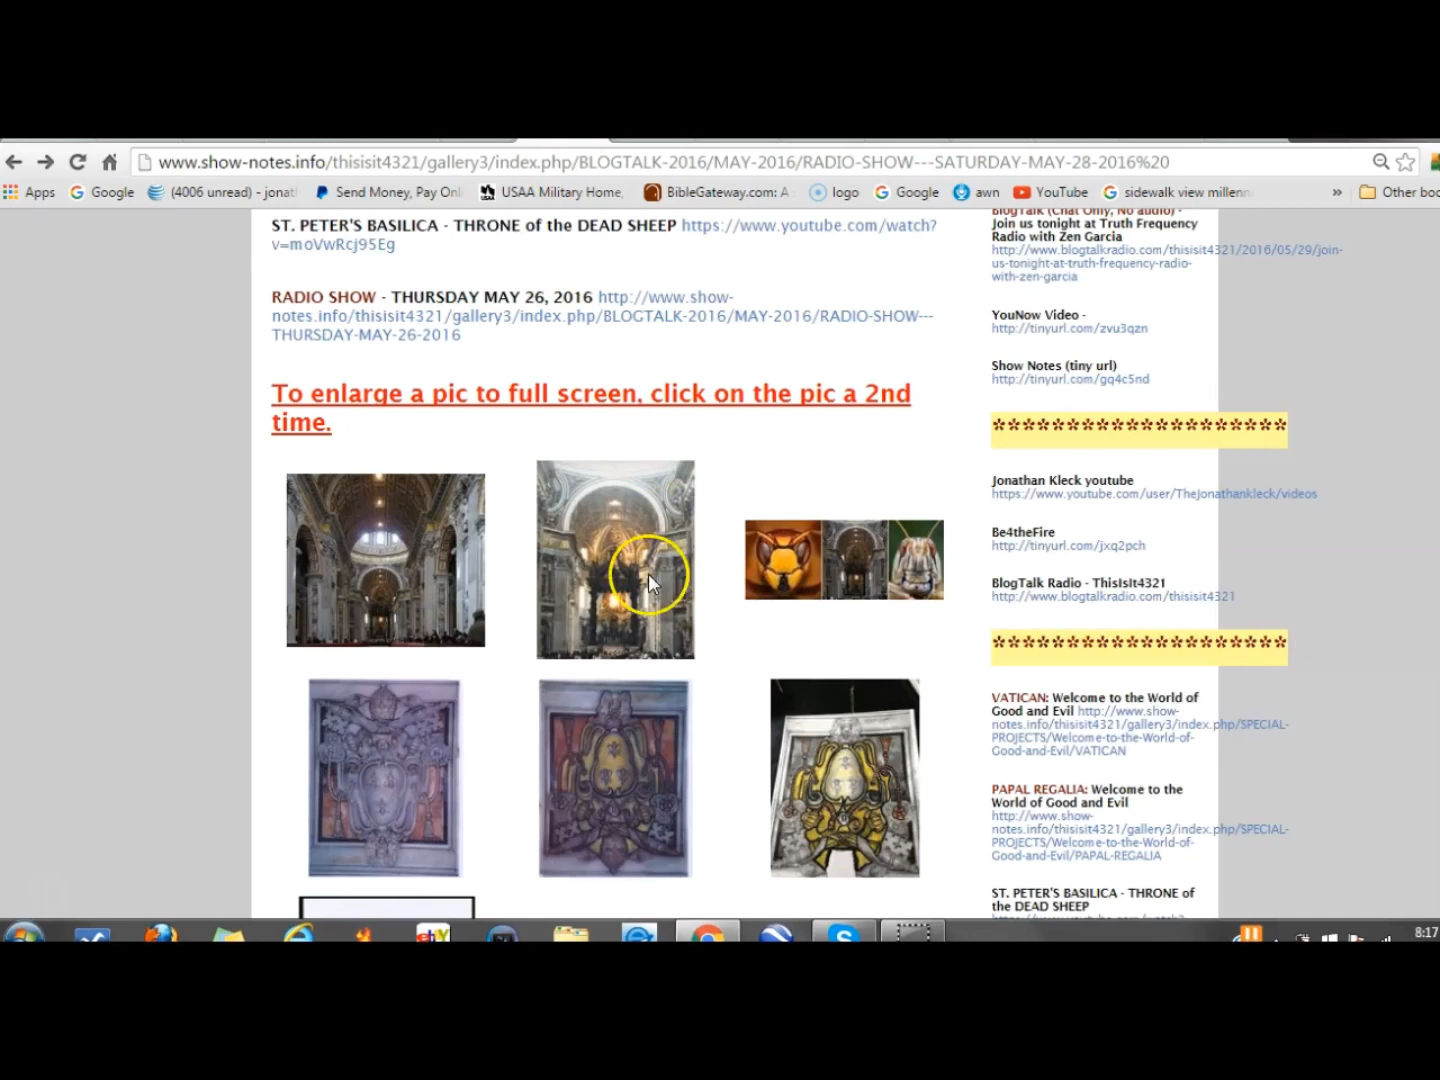 www.show-notes.info/thisisit4321/gallery3/index.php/BLOGTALK-2016/MAY-2016/RADIO-SHOW---SATURDAY-MAY-28-2016%20
Apps Google (4006 unread) - jonat Send Money, Pay Onl USAA Military Home, BibleGateway.com: A logo Google awn YouTube sidewalk view millenn » Other boo
ST. PETER'S BASILICA - THRONE of the DEAD SHEEP https://www.youtube.com/watch?
v=moVwRcj95Eg
RADIO SHOW - THURSDAY MAY 26, 2016 http://www.show-
notes.info/thisisit4321/gallery3/index.php/BLOGTALK-2016/MAY-2016/RADIO-SHOW---
THURSDAY-MAY-26-2016
To enlarge a pic to full screen, click on the pic a 2nd
time.
BlogTalk (Chat Only, No audio) -
Join us tonight at Truth Frequency
Radio with Zen Garcia
http://www.blogtalkradio.com/thisisit4321/2016/05/29/join-
us-tonight-at-truth-frequency-radio-
with-zen-garcia
YouNow Video -
http://tinyurl.com/zvu3qzn
Show Notes (tiny url)
http://tinyurl.com/gq4c5nd
********************
Jonathan Kleck youtube
https://www.youtube.com/user/TheJonathankleck/videos
Be4theFire
http://tinyurl.com/jxq2pch
BlogTalk Radio - ThisIsIt4321
http://www.blogtalkradio.com/thisisit4321
********************
VATICAN: Welcome to the World of
Good and Evil http://www.show-
notes.info/thisisit4321/gallery3/index.php/SPECIAL-
PROJECTS/Welcome-to-the-World-of-
Good-and-Evil/VATICAN
PAPAL REGALIA: Welcome to the
World of Good and Evil
http://www.show-
notes.info/thisisit4321/gallery3/index.php/SPECIAL-
PROJECTS/Welcome-to-the-World-of-
Good-and-Evil/PAPAL-REGALIA
ST. PETER'S BASILICA - THRONE of
the DEAD SHEEP
ebY
8:17